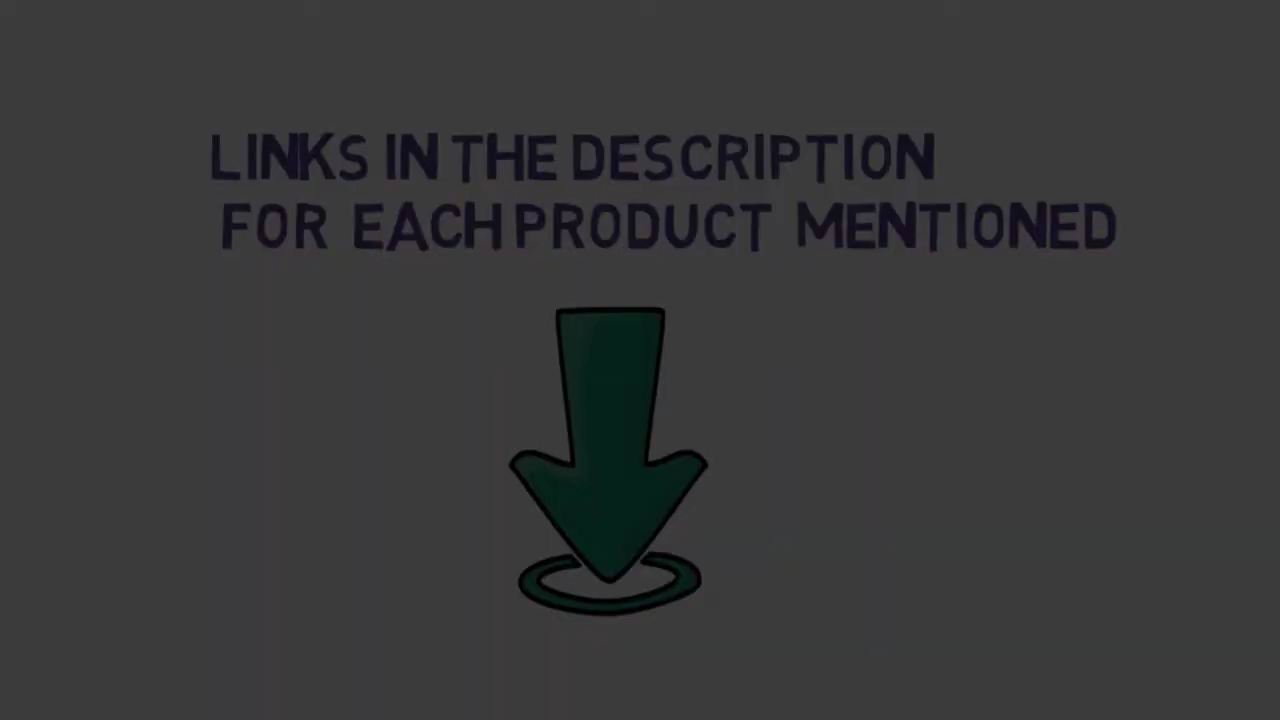 LINKS IN THE DESCRIPTION
FOR EACH PRODUCT MENTIONED